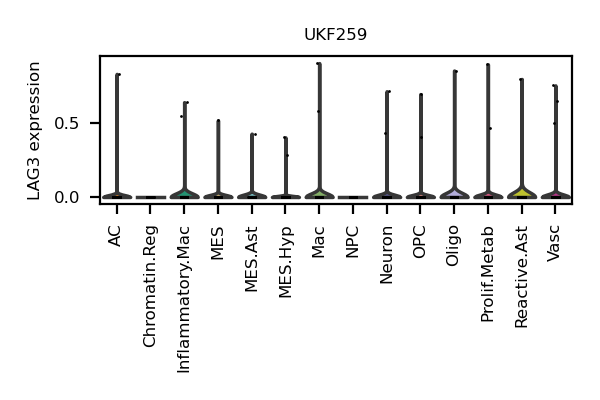 UKF259
LAG3 expression
0.5
0.0
AC
Chromatin.Reg
Inflammatory.Mac
MES
MES.Ast
MES.Hyp
Mac
NPC
Neuron
OPC
Oligo
Prolif.Metab
Reactive.Ast
Vasc